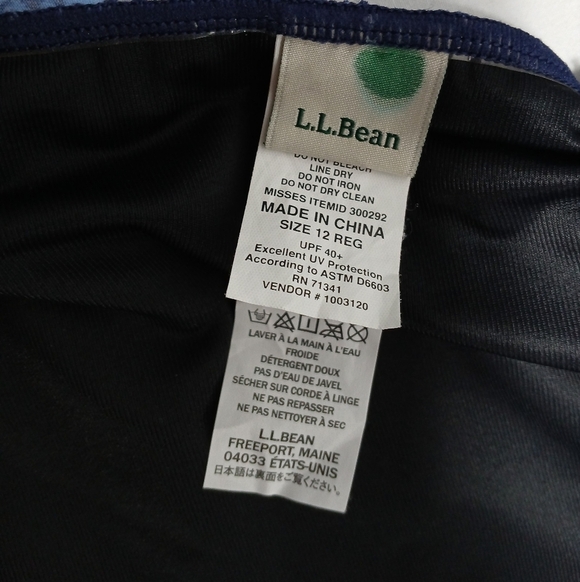 L.L.Bean
DO NOT BLEACH
LINE DRY
DO NOT IRON
DO NOT DRY CLEAN
MISSES ITEMID 300292
MADE IN CHINA
SIZE 12 REG
UPF 40+
Excellent UV Protection
According to ASTM D6603
RN 71341
VENDOR # 1003120
LAVER À LA MAIN À L'EAU
FROIDE
DÉTERGENT DOUX
PAS D'EAU DE JAVEL
SÉCHER SUR CORDE À LINGE
NE PAS REPASSER
NE PAS NETTOYER À SEC
L.L.BEAN
FREEPORT, MAINE
04033 ÉTATS-UNIS
日本語は裏面をご覧ください。